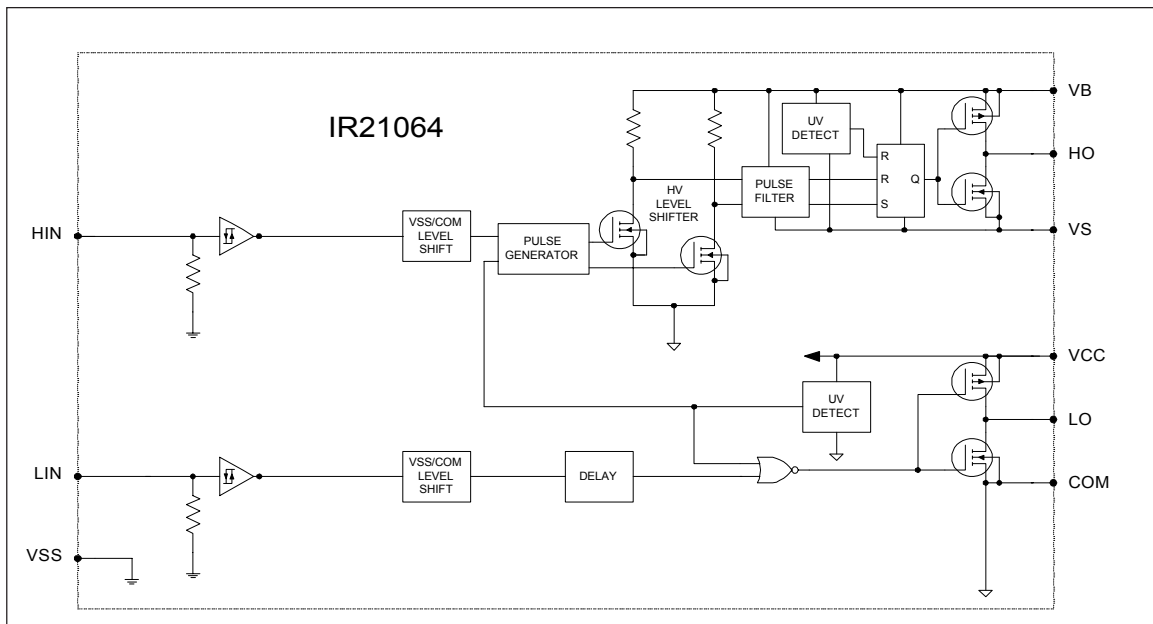 IR21064
VB
UV
DETECT
HO
R
R
Q
S
PULSE
FILTER
HV
LEVEL
SHIFTER
VS
HIN
VSS/COM
LEVEL
SHIFT
PULSE
GENERATOR
VCC
UV
DETECT
LO
LIN
VSS/COM
LEVEL
SHIFT
DELAY
COM
VSS